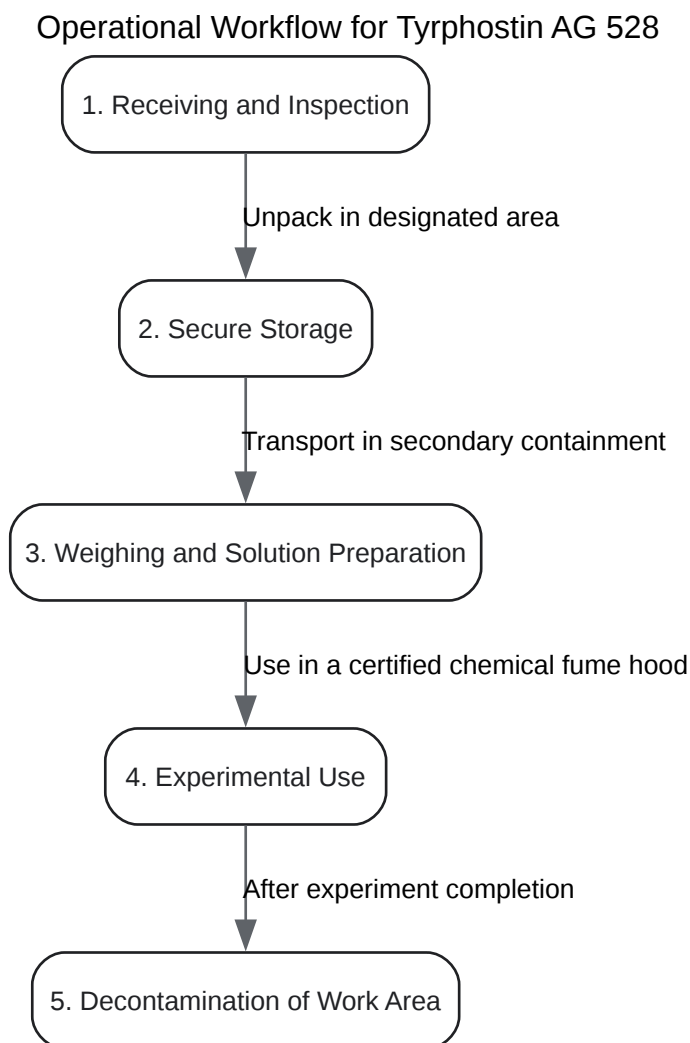 Operational Workflow for Tyrphostin AG 528
1. Receiving and Inspection
Unpack in designated area
2. Secure Storage
Transport in secondary containment
3. Weighing and Solution Preparation
Use in a certified chemical fume hood
4. Experimental Use
After experiment completion
5. Decontamination of Work Area